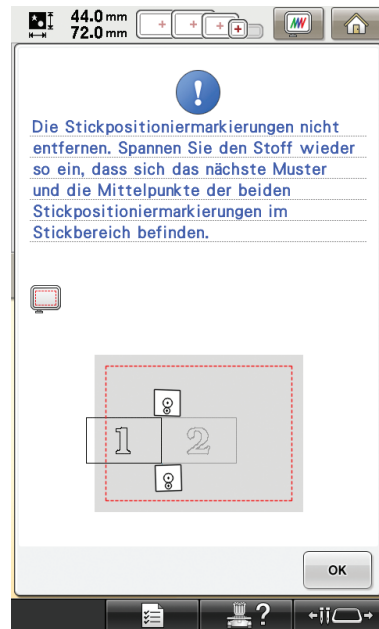 44.0 mm
72.0 mm
Die Stickpositioniermarkierungen nicht
entfernen. Spannen Sie den Stoff wieder
so ein, dass sich das nächste Muster
und die Mittelpunkte der beiden
Stickpositioniermarkierungen im
Stickbereich befinden.
1 2
OK
?